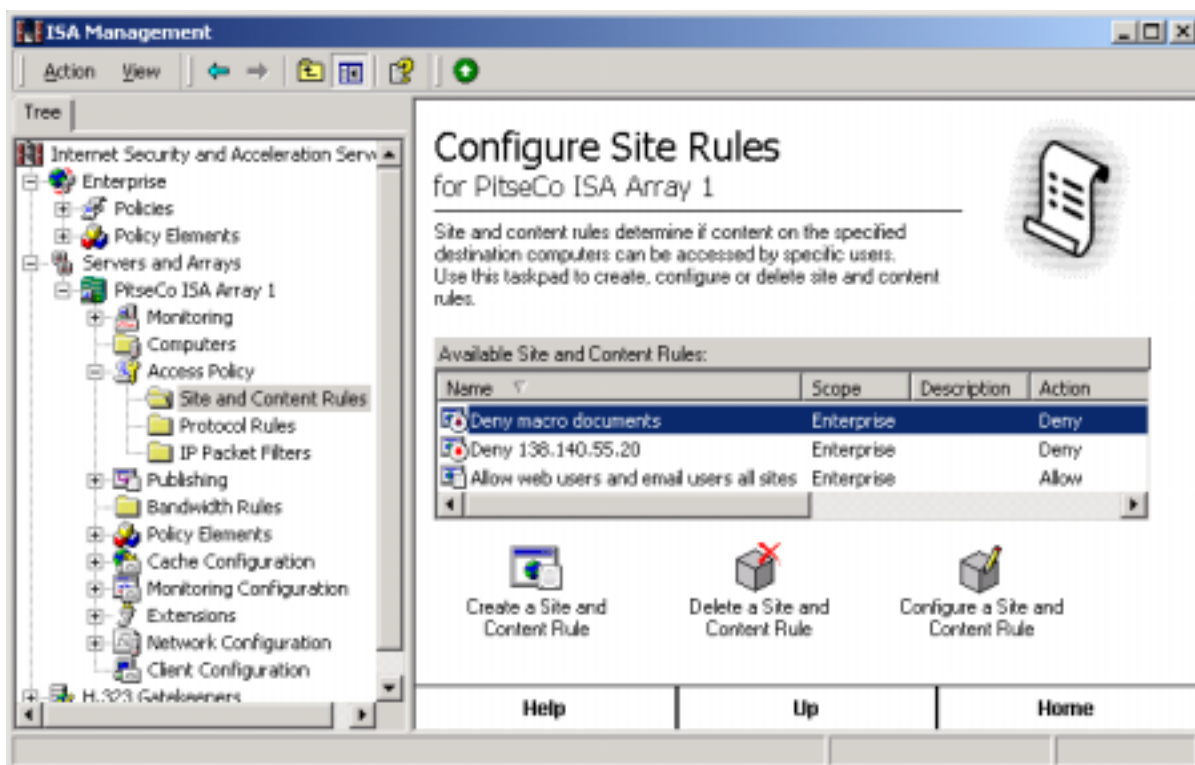 ISA Management
Action View
Tree
Internet Security and Acceleration Serv
Enterprise
Policies
Policy Elements
Servers and Arrays
PitseCo ISA Array 1
Monitoring
Computers
Access Policy
Site and Content Rules
Protocol Rules
IP Packet Filters
Publishing
Bandwidth Rules
Policy Elements
Cache Configuration
Monitoring Configuration
Extensions
Network Configuration
Client Configuration
H.323 Gatekeepers
Configure Site Rules
for PitseCo ISA Array 1
Site and content rules determine if content on the specified
destination computers can be accessed by specific users.
Use this taskpad to create, configure or delete site and content
rules.
Available Site and Content Rules:
Name Scope Description Action
Deny macro documents Enterprise Deny
Deny 138.140.55.20 Enterprise Deny
Allow web users and email users all sites Enterprise Allow
Create a Site and
Content Rule
Delete a Site and
Content Rule
Configure a Site and
Content Rule
Help Up Home